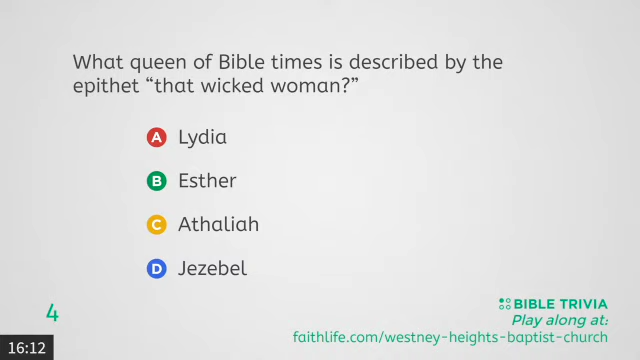 What queen of Bible times is described by the
epithet “that wicked woman?”
A Lydia
B Esther
C Athaliah
D Jezebel
4
BIBLE TRIVIA
Play along at:
faithlife.com/westney-heights-baptist-church
16:12